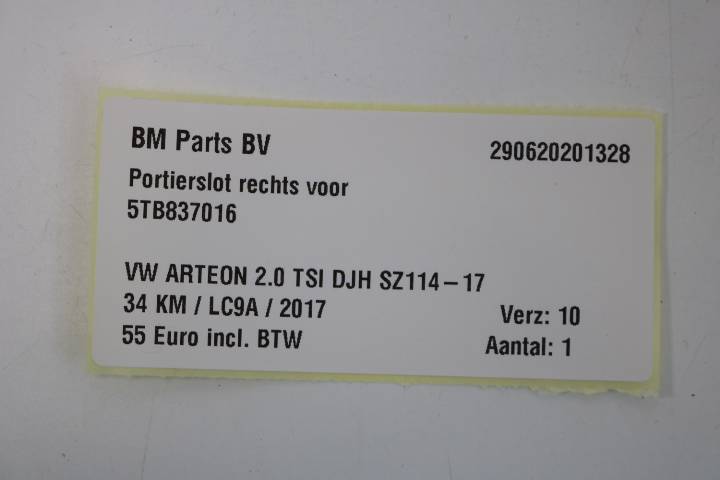 BM Parts BV 290620201328
Portierslot rechts voor
5TB837016
VW ARTEON 2.0 TSI DJH SZ114-17
34 KM / LC9A / 2017 Verz: 10
55 Euro incl. BTW Aantal: 1